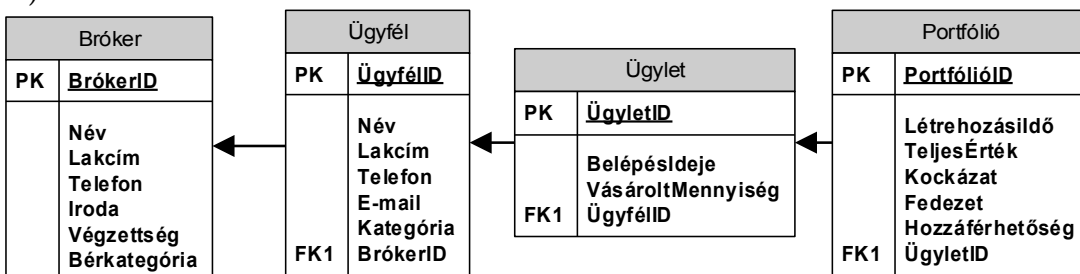 )
Bróker
PK BrókerID
Név
Lakcím
Telefon
Iroda
Végzettség
Bérkategória
Ügyfél
PK ÜgyfélID
Név
Lakcím
Telefon
E-mail
Kategória
FK1 BrókerID
Ügylet
PK ÜgyletID
BelépésIdeje
VásároltMennyiség
FK1 ÜgyfélID
Portfólió
PK PortfólióID
LétrehozásiIdő
TeljesÉrték
Kockázat
Fedezet
Hozzáférhetőség
FK1 ÜgyletID